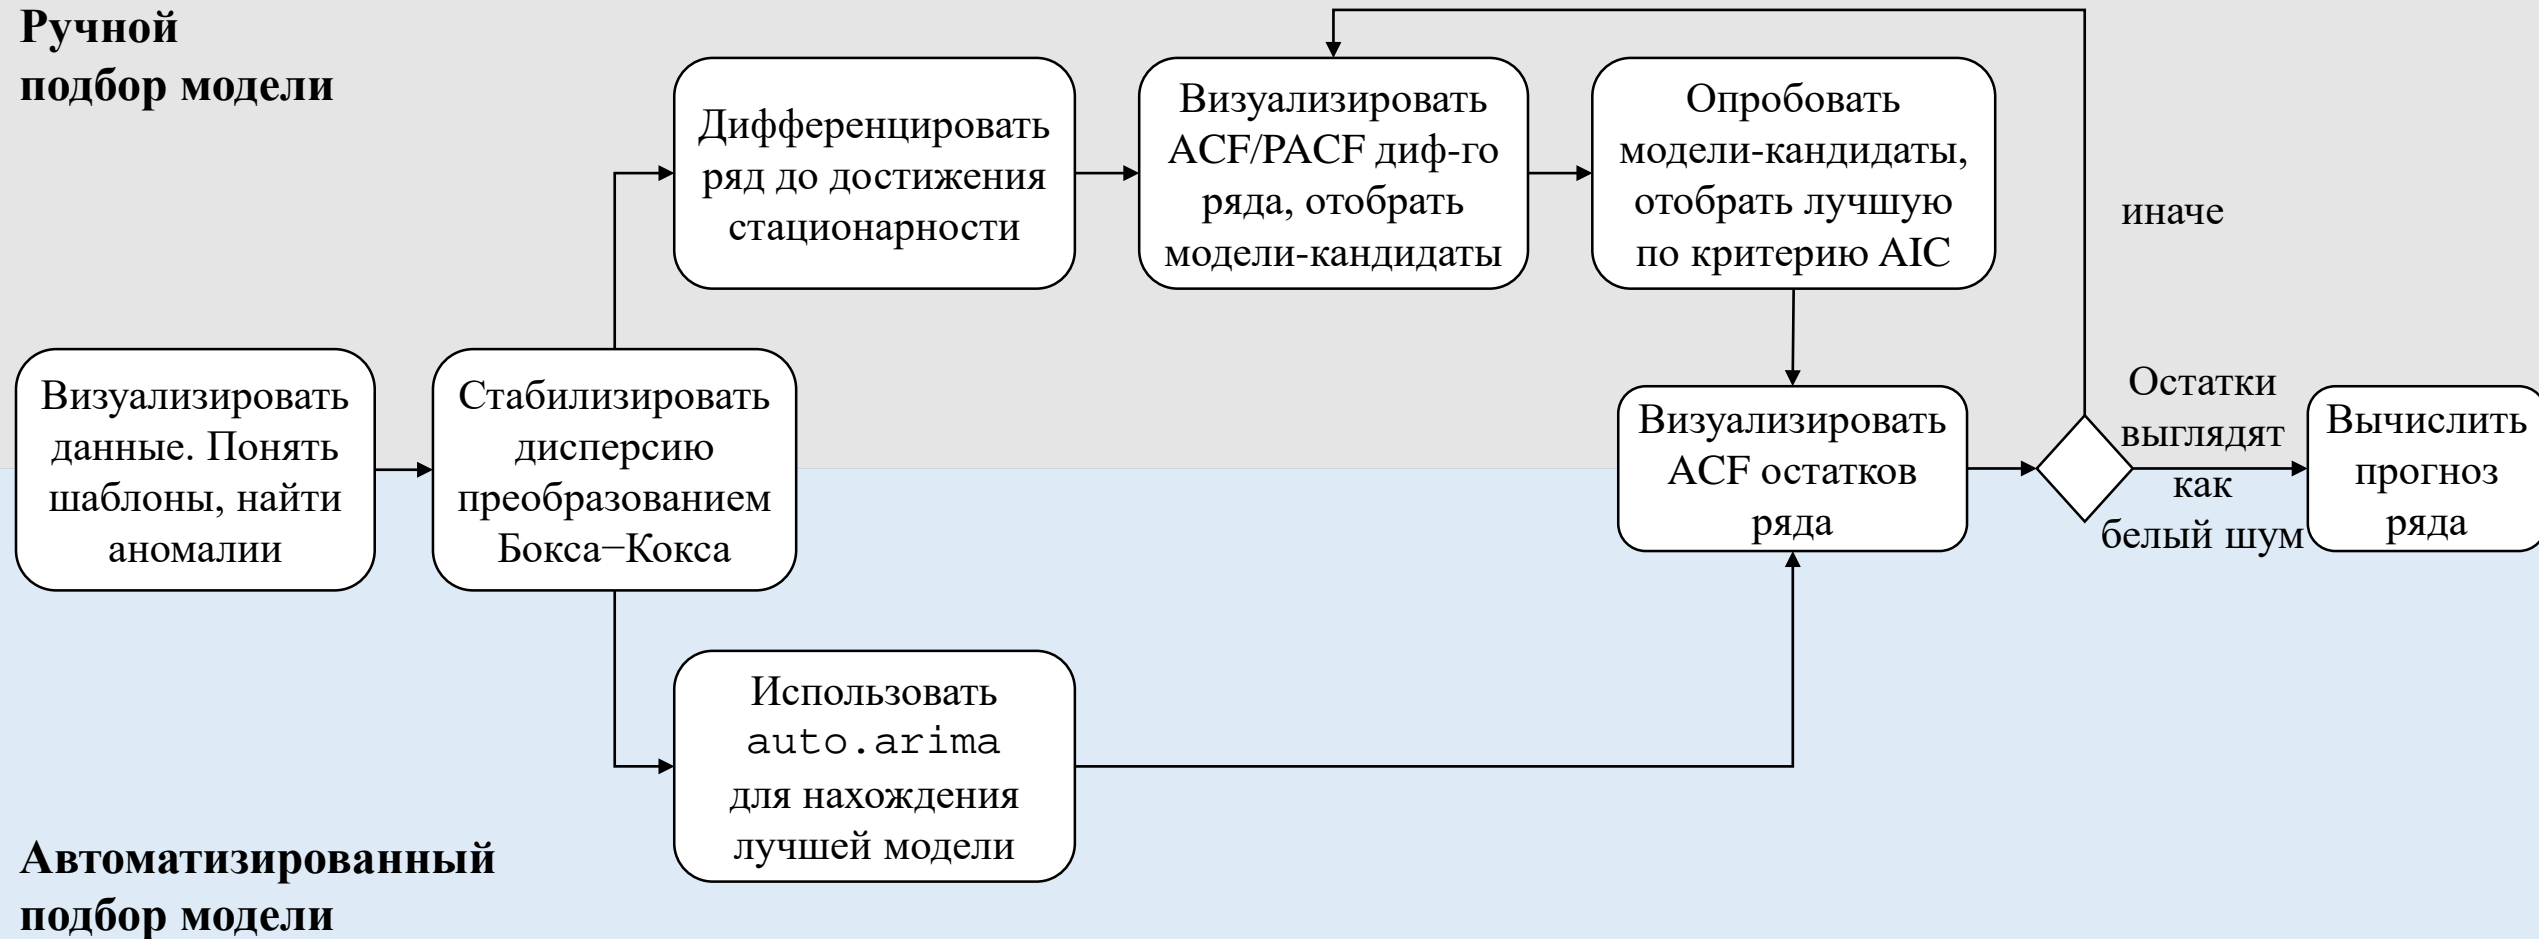 Ручной
подбор модели
Дифференцировать
ряд до достижения
стационарности
Визуализировать
ACF/PACF диф-го
ряда, отобрать
модели-кандидаты
Опробовать
модели-кандидаты,
отобрать лучшую
по критерию AIC
иначе
Визуализировать
данные. Понять
шаблоны, найти
аномалии
Стабилизировать
дисперсию
преобразованием
Бокса–Кокса
Визуализировать
ACF остатков
ряда
Остатки
выглядят
как
белый шум
Вычислить
прогноз
ряда
Использовать
auto.arima
для нахождения
лучшей модели
Автоматизированный
подбор модели